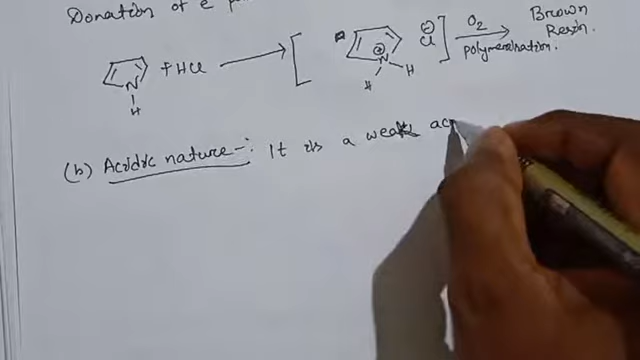 Donation of e
O2
Brown
Resin.
polymerisation.
N
H
+ HCl
[
⊕
N
H
H
⊖
Cl
]
(b) Acidic nature -: It is a weak ac